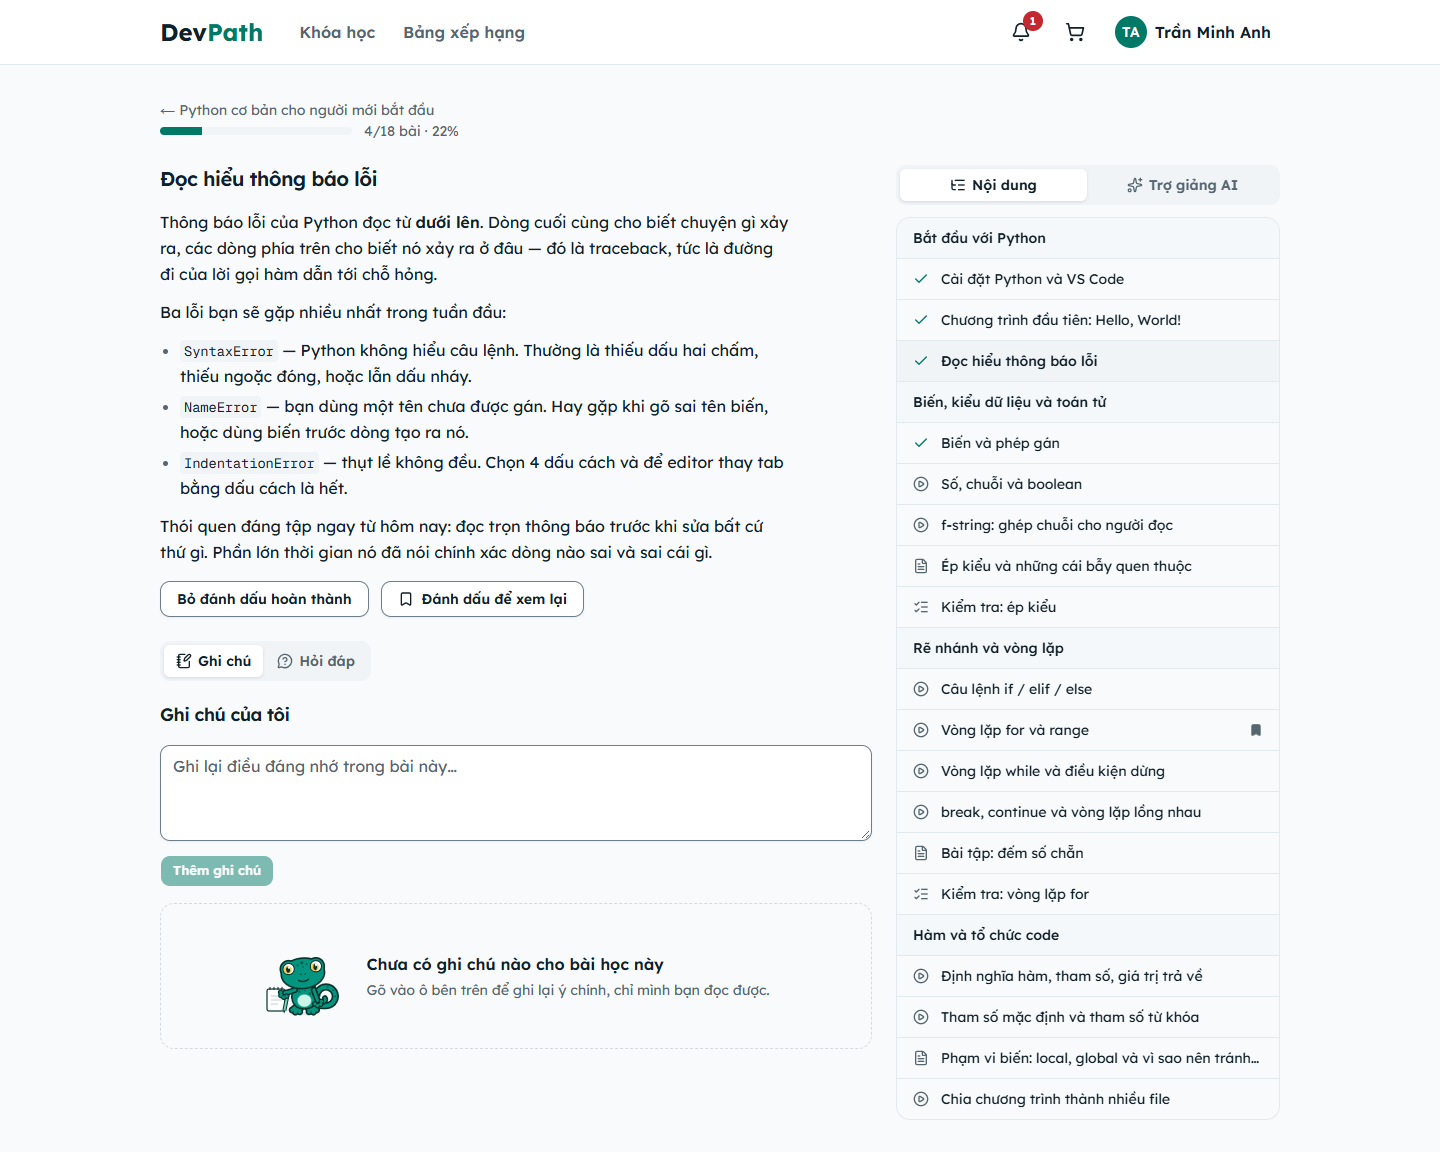 DevPath
Khóa học
Bảng xếp hạng
1
TA
Trần Minh Anh
← Python cơ bản cho người mới bắt đầu
4/18 bài · 22%
Đọc hiểu thông báo lỗi
Thông báo lỗi của Python đọc từ dưới lên. Dòng cuối cùng cho biết chuyện gì xảy
ra, các dòng phía trên cho biết nó xảy ra ở đâu — đó là traceback, tức là đường
đi của lời gọi hàm dẫn tới chỗ hỏng.
Ba lỗi bạn sẽ gặp nhiều nhất trong tuần đầu:
• SyntaxError — Python không hiểu câu lệnh. Thường là thiếu dấu hai chấm,
thiếu ngoặc đóng, hoặc lẫn dấu nháy.
• NameError — bạn dùng một tên chưa được gán. Hay gặp khi gõ sai tên biến,
hoặc dùng biến trước dòng tạo ra nó.
• IndentationError — thụt lề không đều. Chọn 4 dấu cách và để editor thay tab
bằng dấu cách là hết.
Thói quen đáng tập ngay từ hôm nay: đọc trọn thông báo trước khi sửa bất cứ
thứ gì. Phần lớn thời gian nó đã nói chính xác dòng nào sai và sai cái gì.
Bỏ đánh dấu hoàn thành
Đánh dấu để xem lại
Ghi chú
Hỏi đáp
Ghi chú của tôi
Ghi lại điều đáng nhớ trong bài này...
Thêm ghi chú
Chưa có ghi chú nào cho bài học này
Gõ vào ô bên trên để ghi lại ý chính, chỉ mình bạn đọc được.
Nội dung
Trợ giảng AI
Bắt đầu với Python
Cài đặt Python và VS Code
Chương trình đầu tiên: Hello, World!
Đọc hiểu thông báo lỗi
Biến, kiểu dữ liệu và toán tử
Biến và phép gán
Số, chuỗi và boolean
f-string: ghép chuỗi cho người đọc
Ép kiểu và những cái bẫy quen thuộc
Kiểm tra: ép kiểu
Rẽ nhánh và vòng lặp
Câu lệnh if / elif / else
Vòng lặp for và range
Vòng lặp while và điều kiện dừng
break, continue và vòng lặp lồng nhau
Bài tập: đếm số chẵn
Kiểm tra: vòng lặp for
Hàm và tổ chức code
Định nghĩa hàm, tham số, giá trị trả về
Tham số mặc định và tham số từ khóa
Phạm vi biến: local, global và vì sao nên tránh...
Chia chương trình thành nhiều file